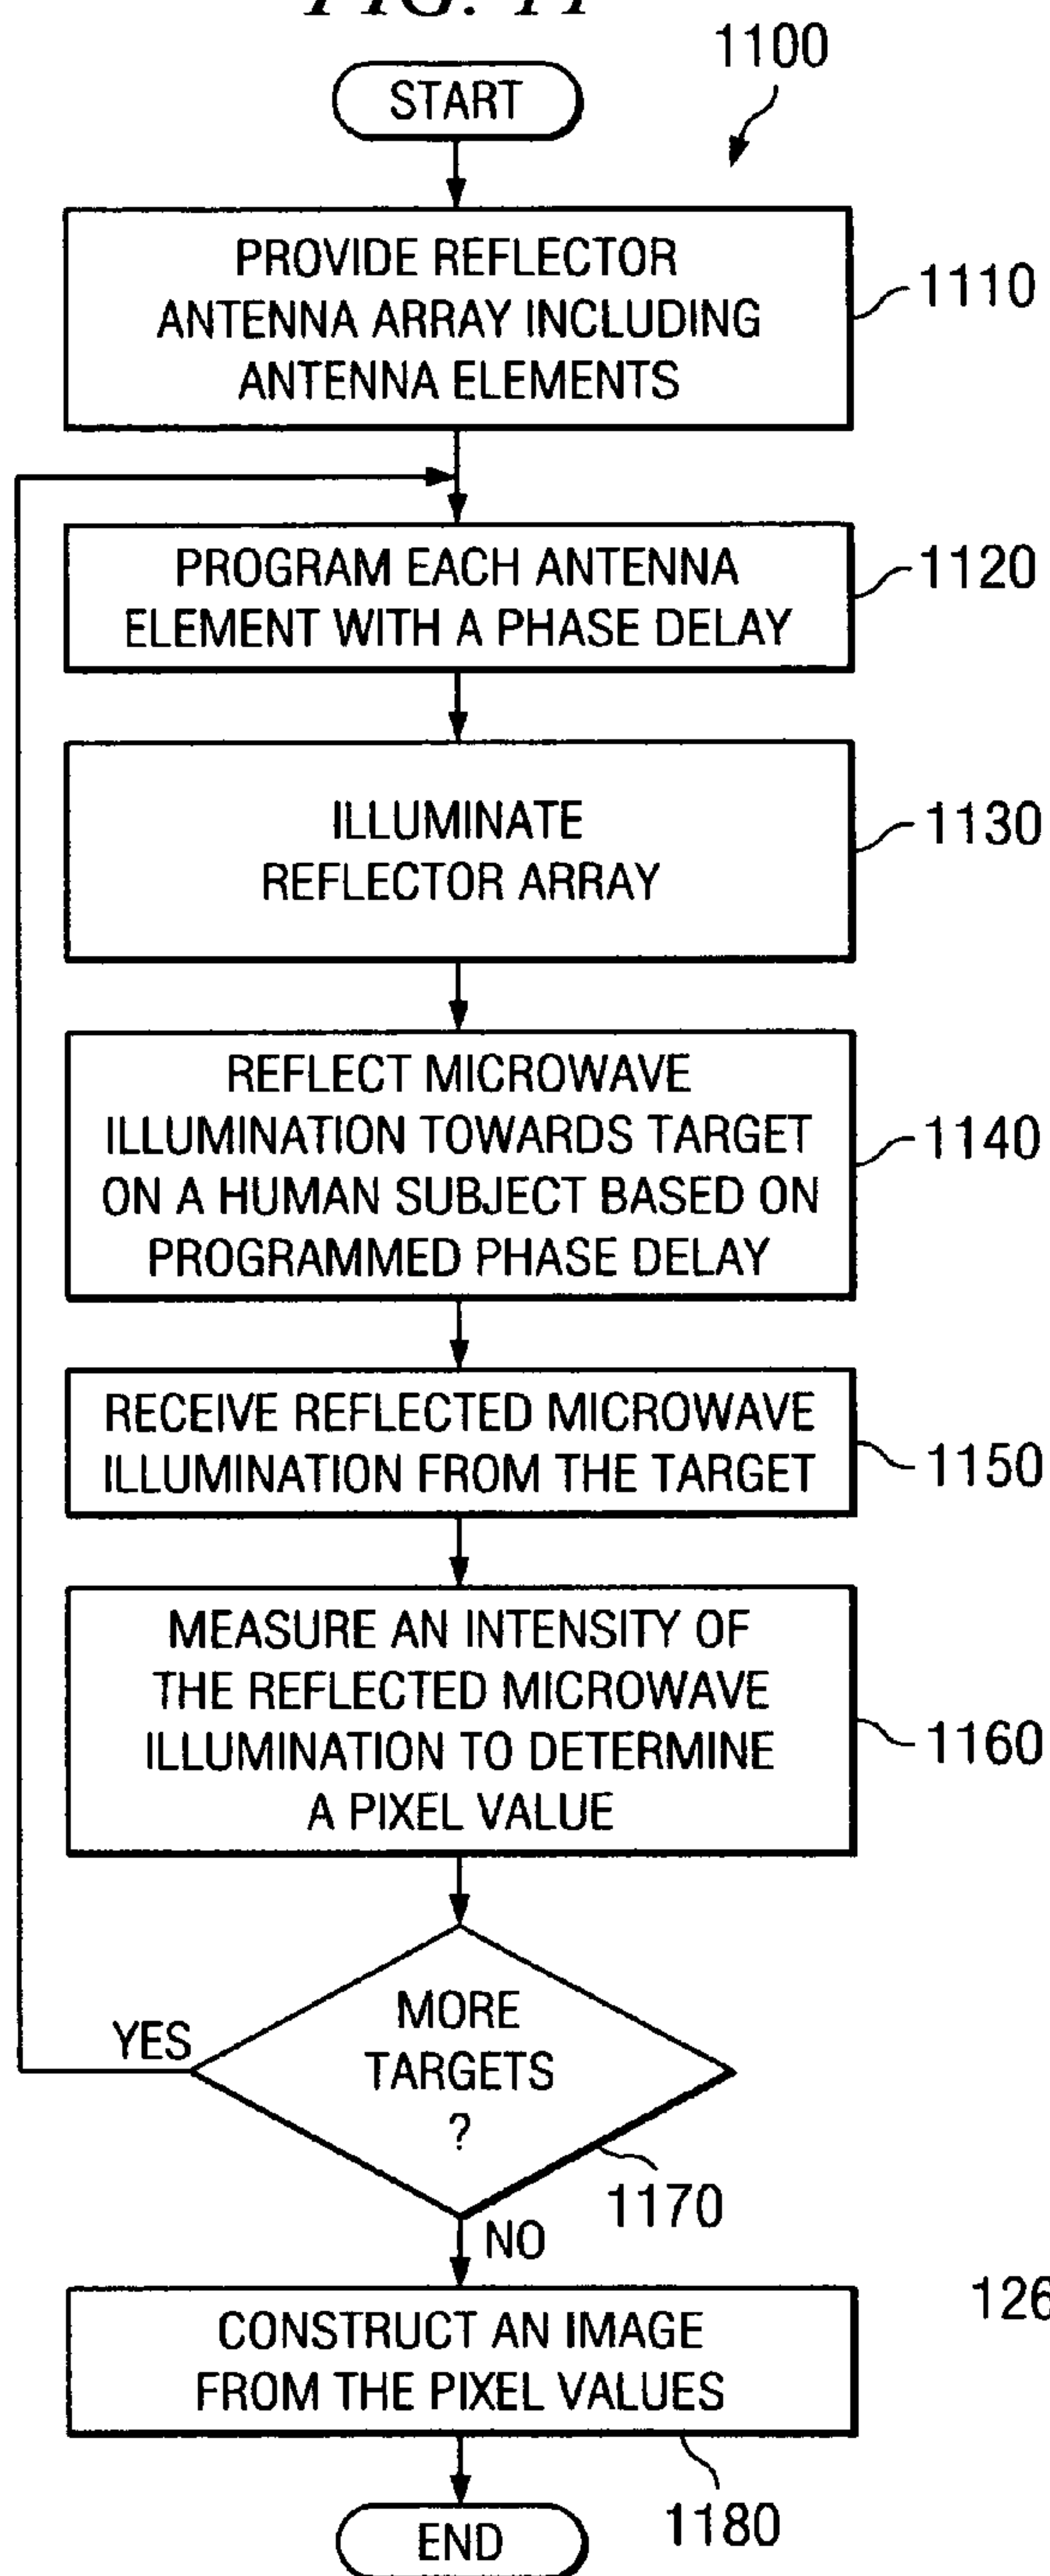 FIG. 11
1100
START
PROVIDE REFLECTOR
ANTENNA ARRAY INCLUDING
ANTENNA ELEMENTS
1110
PROGRAM EACH ANTENNA
ELEMENT WITH A PHASE DELAY
1120
ILLUMINATE
REFLECTOR ARRAY
1130
REFLECT MICROWAVE
ILLUMINATION TOWARDS TARGET
ON A HUMAN SUBJECT BASED ON
PROGRAMMED PHASE DELAY
1140
RECEIVE REFLECTED MICROWAVE
ILLUMINATION FROM THE TARGET
1150
MEASURE AN INTENSITY OF
THE REFLECTED MICROWAVE
ILLUMINATION TO DETERMINE
A PIXEL VALUE
1160
MORE
TARGETS
?
YES
1170
NO
CONSTRUCT AN IMAGE
FROM THE PIXEL VALUES
126
1180
END